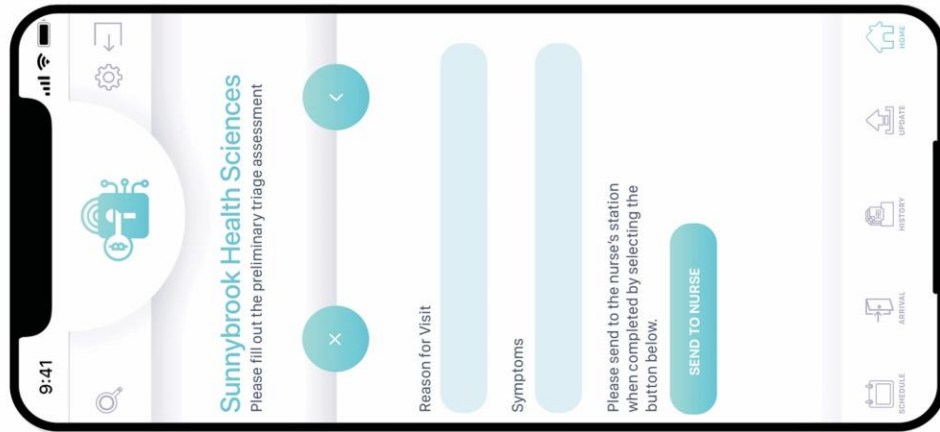 9:41
Sunnybrook Health Sciences
Please fill out the preliminary triage assessment
Reason for Visit
Symptoms
Please send to the nurse's station
when completed by selecting the
button below.
SEND TO NURSE
SCHEDULE
ARRIVAL
HISTORY
UPDATE
HOME